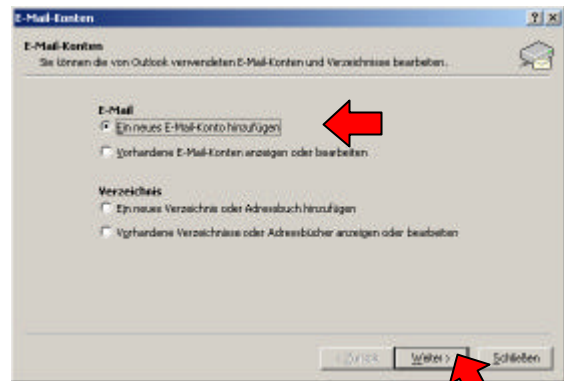 E-Mail-Konten
E-Mail-Konten
Sie können die von Outlook verwendeten E-Mail-Konten und Verzeichnisse bearbeiten.
E-Mail
Ein neues E-Mail-Konto hinzufügen
Vorhandene E-Mail-Konten anzeigen oder bearbeiten
Verzeichnis
Ein neues Verzeichnis oder Adressbuch hinzufügen
Vorhandene Verzeichnisse oder Adressbücher anzeigen oder bearbeiten
< Zurück Weiter > Schließen